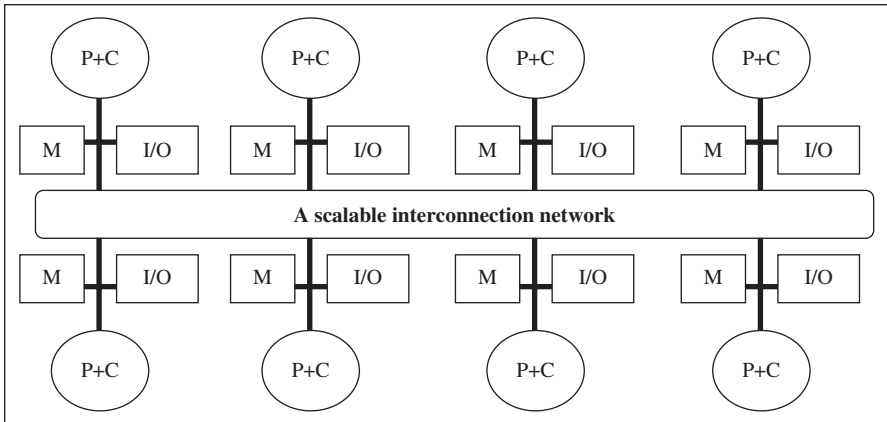 P+C P+C P+C P+C
M I/O M I/O M I/O M I/O
A scalable interconnection network
M I/O M I/O M I/O M I/O
P+C P+C P+C P+C